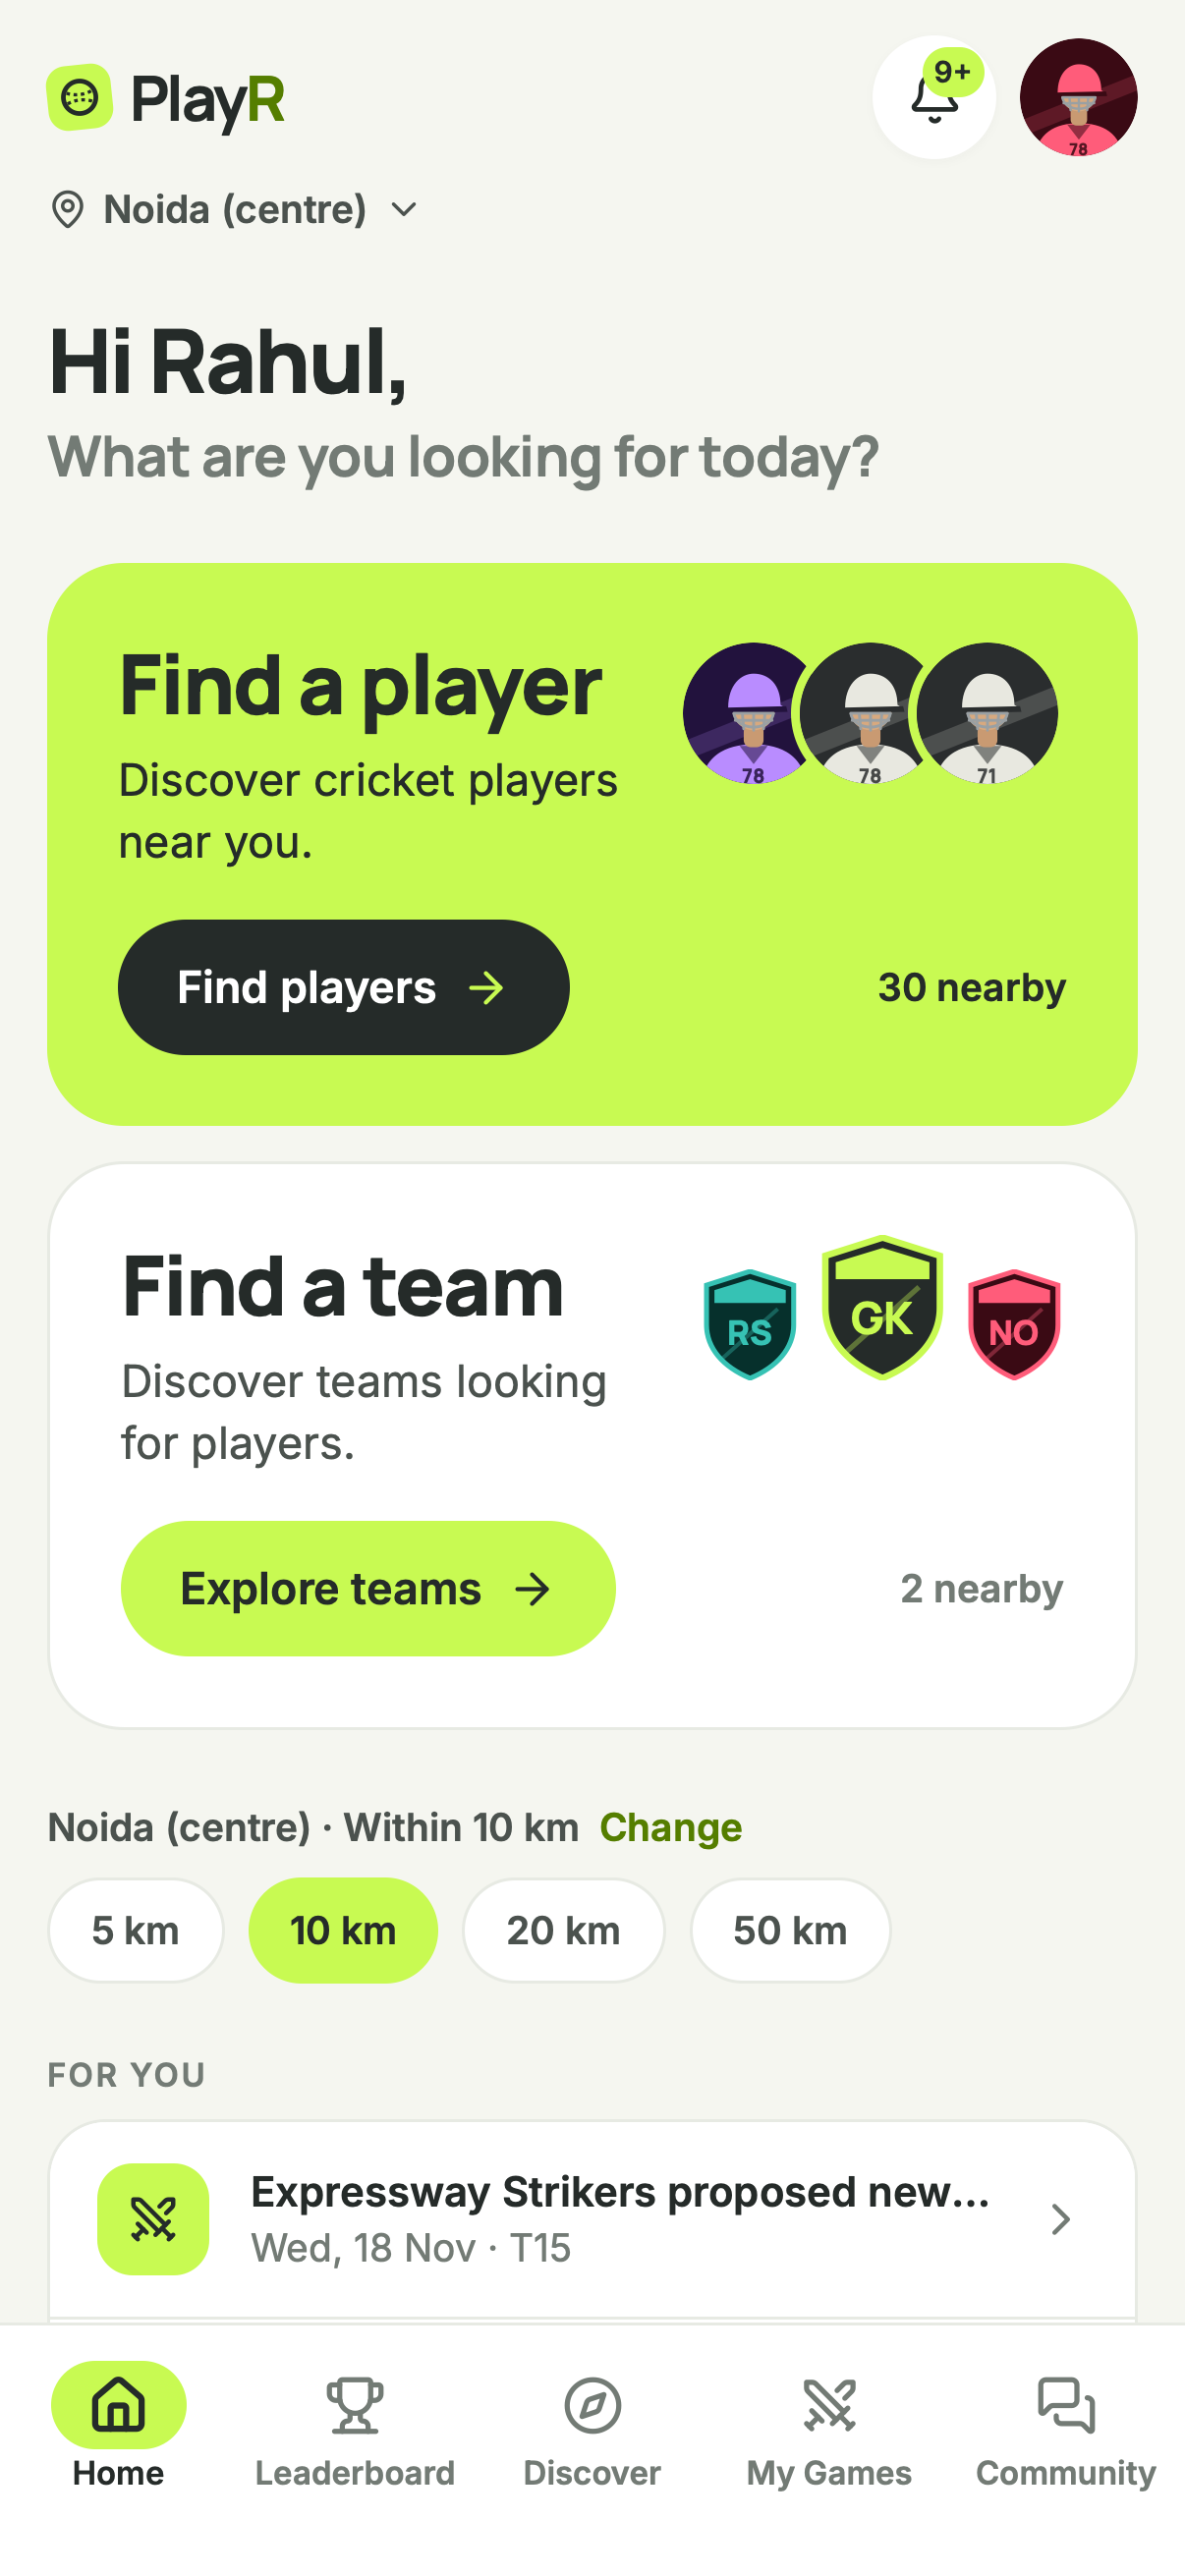 PlayR
9+
78
Noida (centre)
Hi Rahul,
What are you looking for today?
Find a player
78
78
71
Discover cricket players
near you.
Find players
30 nearby
Find a team
RS
GK
NO
Discover teams looking
for players.
Explore teams
2 nearby
Noida (centre) · Within 10 km Change
5 km
10 km
20 km
50 km
FOR YOU
Expressway Strikers proposed new...
Wed, 18 Nov · T15
Home
Leaderboard
Discover
My Games
Community